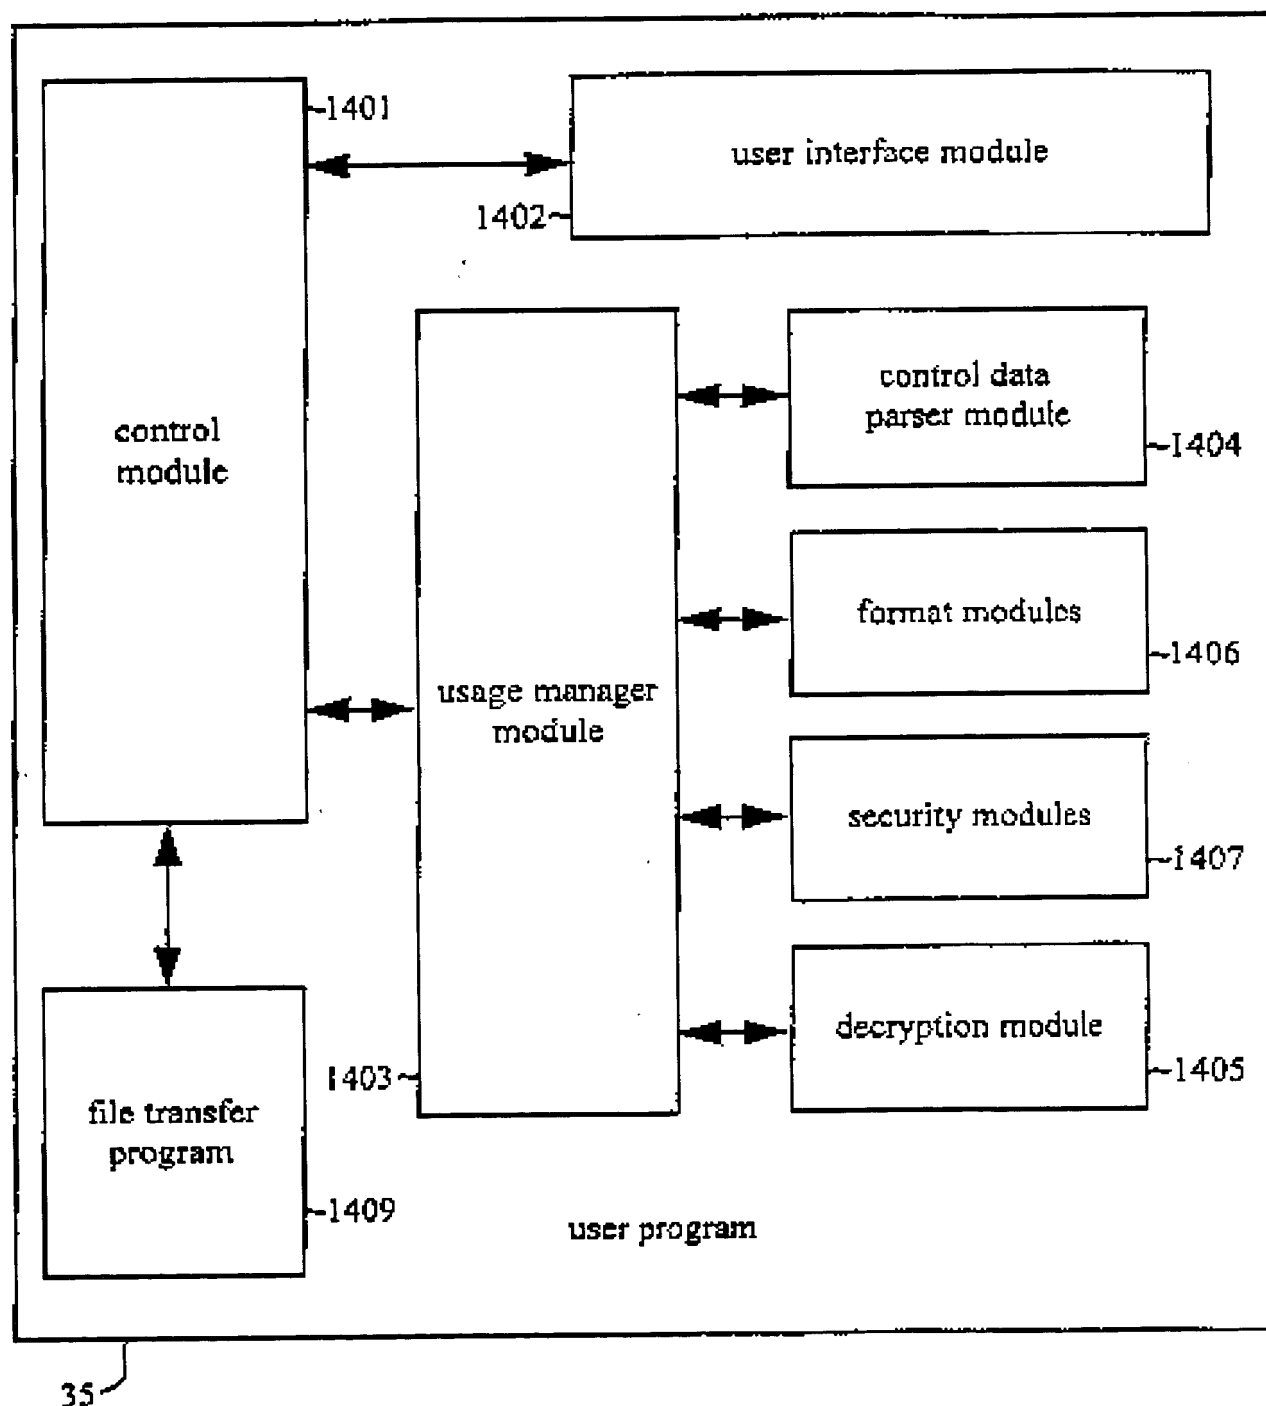 1401
user interface module
1402
control
module
control data
parser module
1404
format modules
1406
usage manager
module
security modules
1407
decryption module
1405
1403
file transfer
program
1409
user program
35